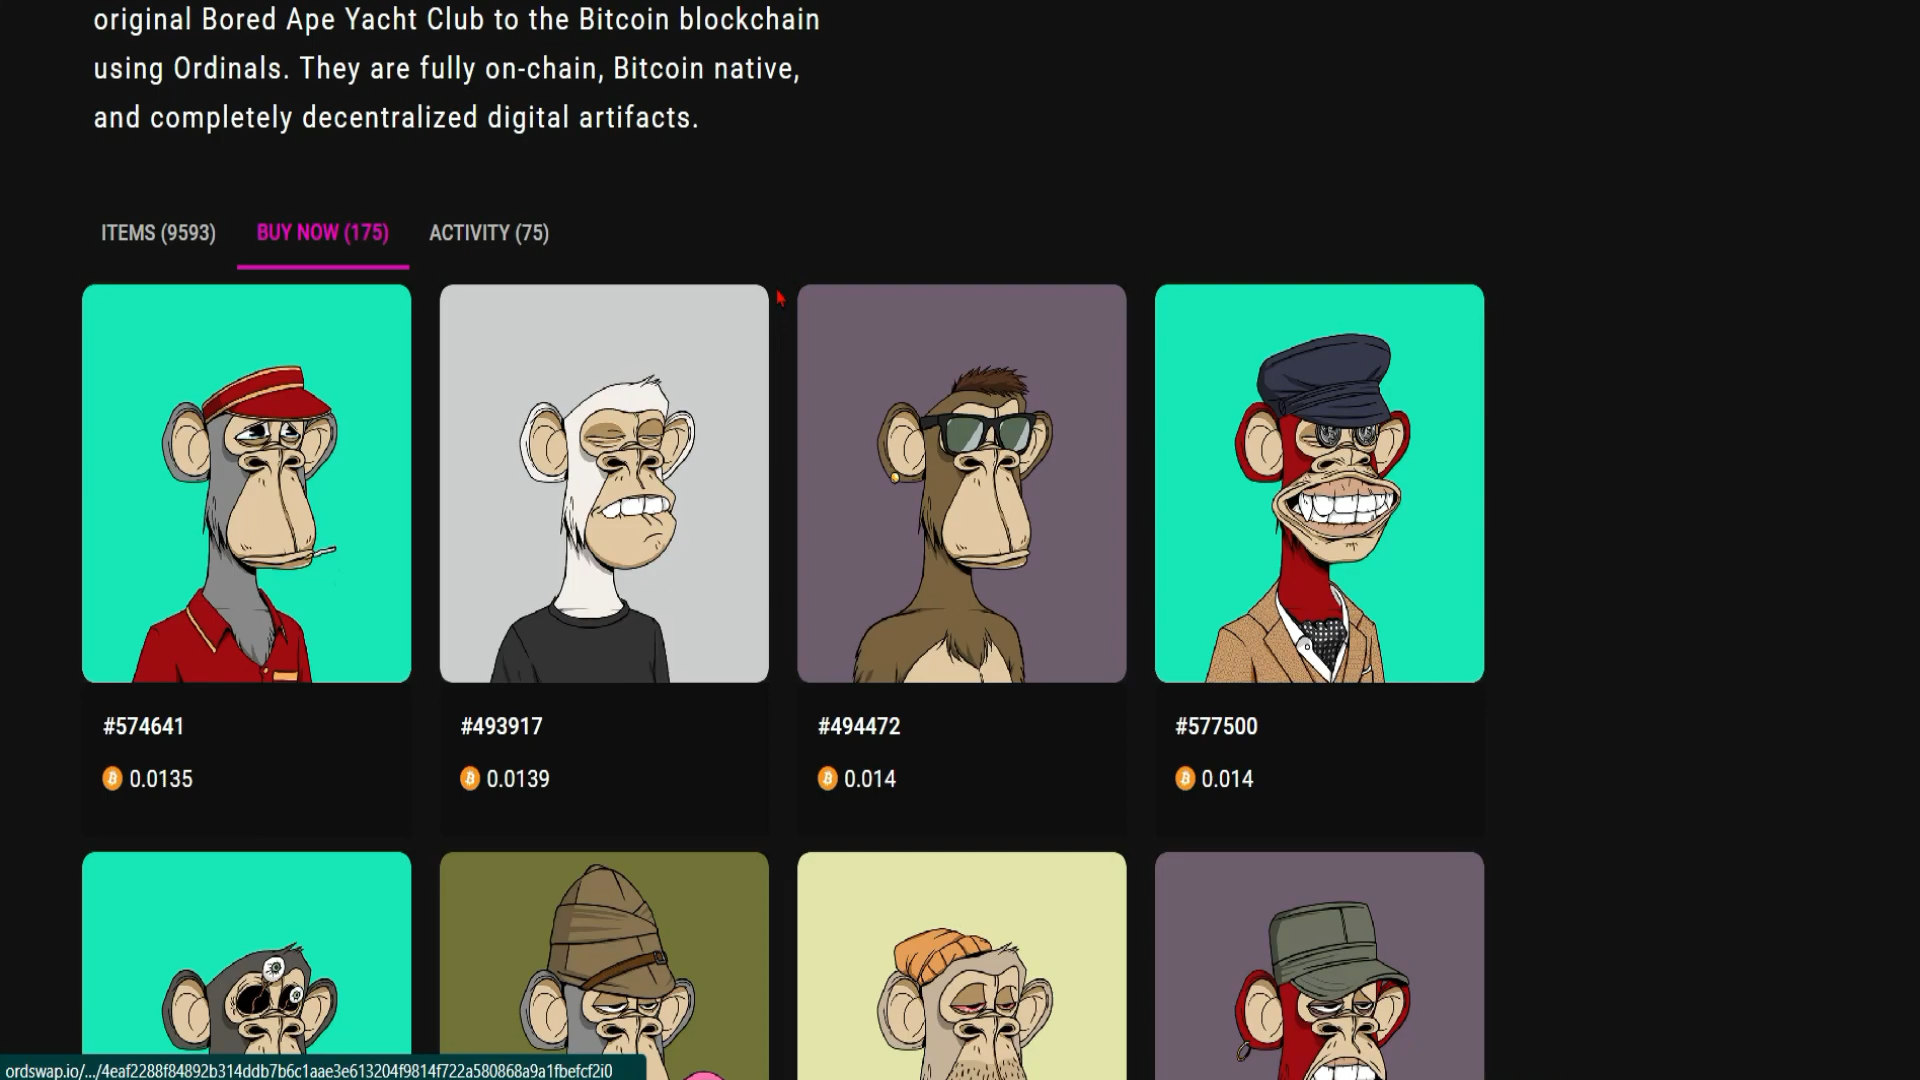 original Bored Ape Yacht Club to the Bitcoin blockchain
using Ordinals. They are fully on-chain, Bitcoin native,
and completely decentralized digital artifacts.
ITEMS (9593) BUY NOW (175) ACTIVITY (75)
#574641 #493917 #494472 #577500
0.0135 0.0139 0.014 0.014
ordswap.io/.../4eaf2288f84892b314ddb7b6c1aae3e613204f9814f722a580868a9a1fbefcf2i0